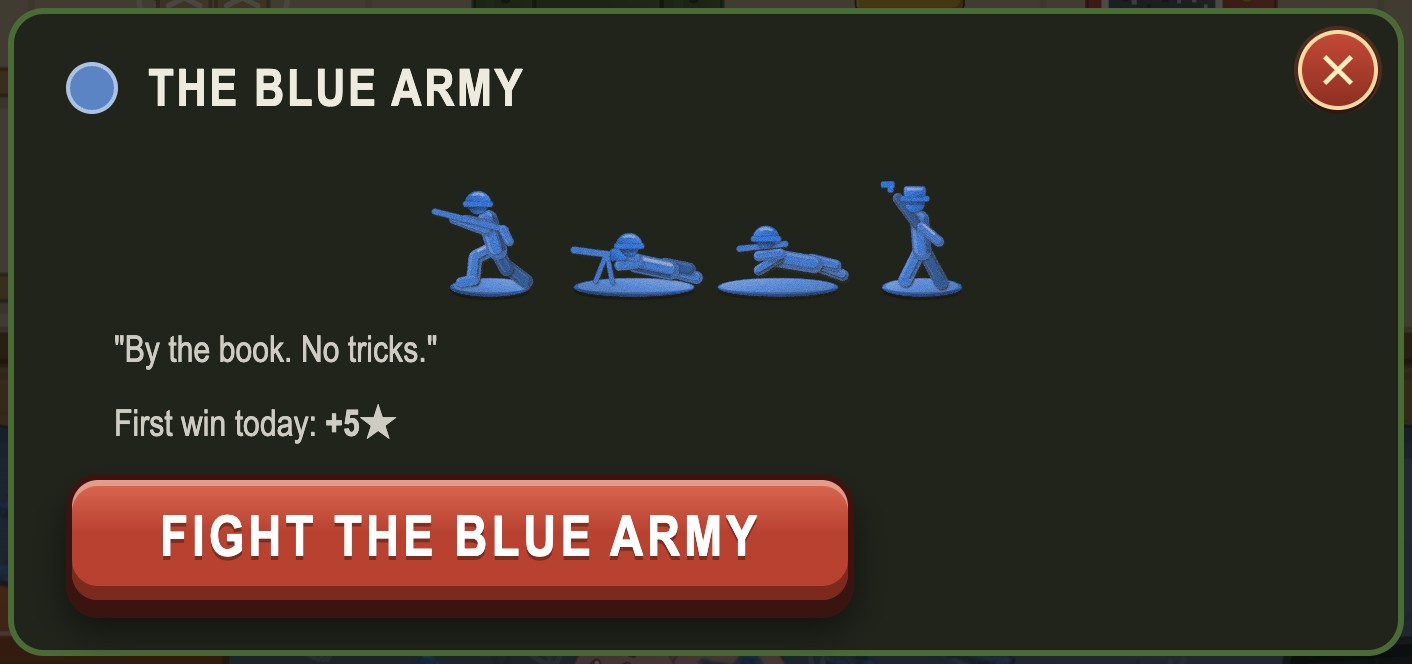 THE BLUE ARMY
"By the book. No tricks."
First win today: +5★
FIGHT THE BLUE ARMY